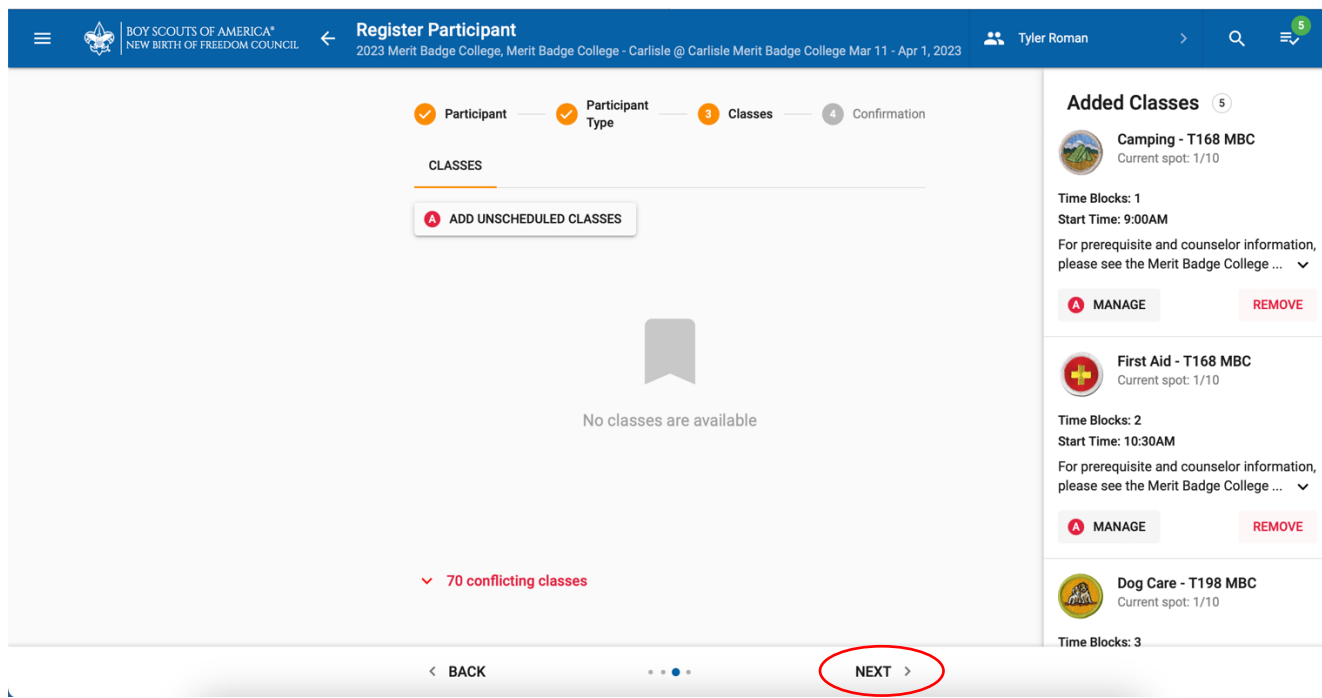 BOY SCOUTS OF AMERICA®
NEW BIRTH OF FREEDOM COUNCIL
Register Participant
2023 Merit Badge College, Merit Badge College - Carlisle @ Carlisle Merit Badge College Mar 11 - Apr 1, 2023
Tyler Roman
5
Participant
Participant
Type
3 Classes
4 Confirmation
CLASSES
A ADD UNSCHEDULED CLASSES
No classes are available
70 conflicting classes
Added Classes 5
Camping - T168 MBC
Current spot: 1/10
Time Blocks: 1
Start Time: 9:00AM
For prerequisite and counselor information,
please see the Merit Badge College ...
A MANAGE REMOVE
First Aid - T168 MBC
Current spot: 1/10
Time Blocks: 2
Start Time: 10:30AM
For prerequisite and counselor information,
please see the Merit Badge College ...
A MANAGE REMOVE
Dog Care - T198 MBC
Current spot: 1/10
Time Blocks: 3
< BACK NEXT >